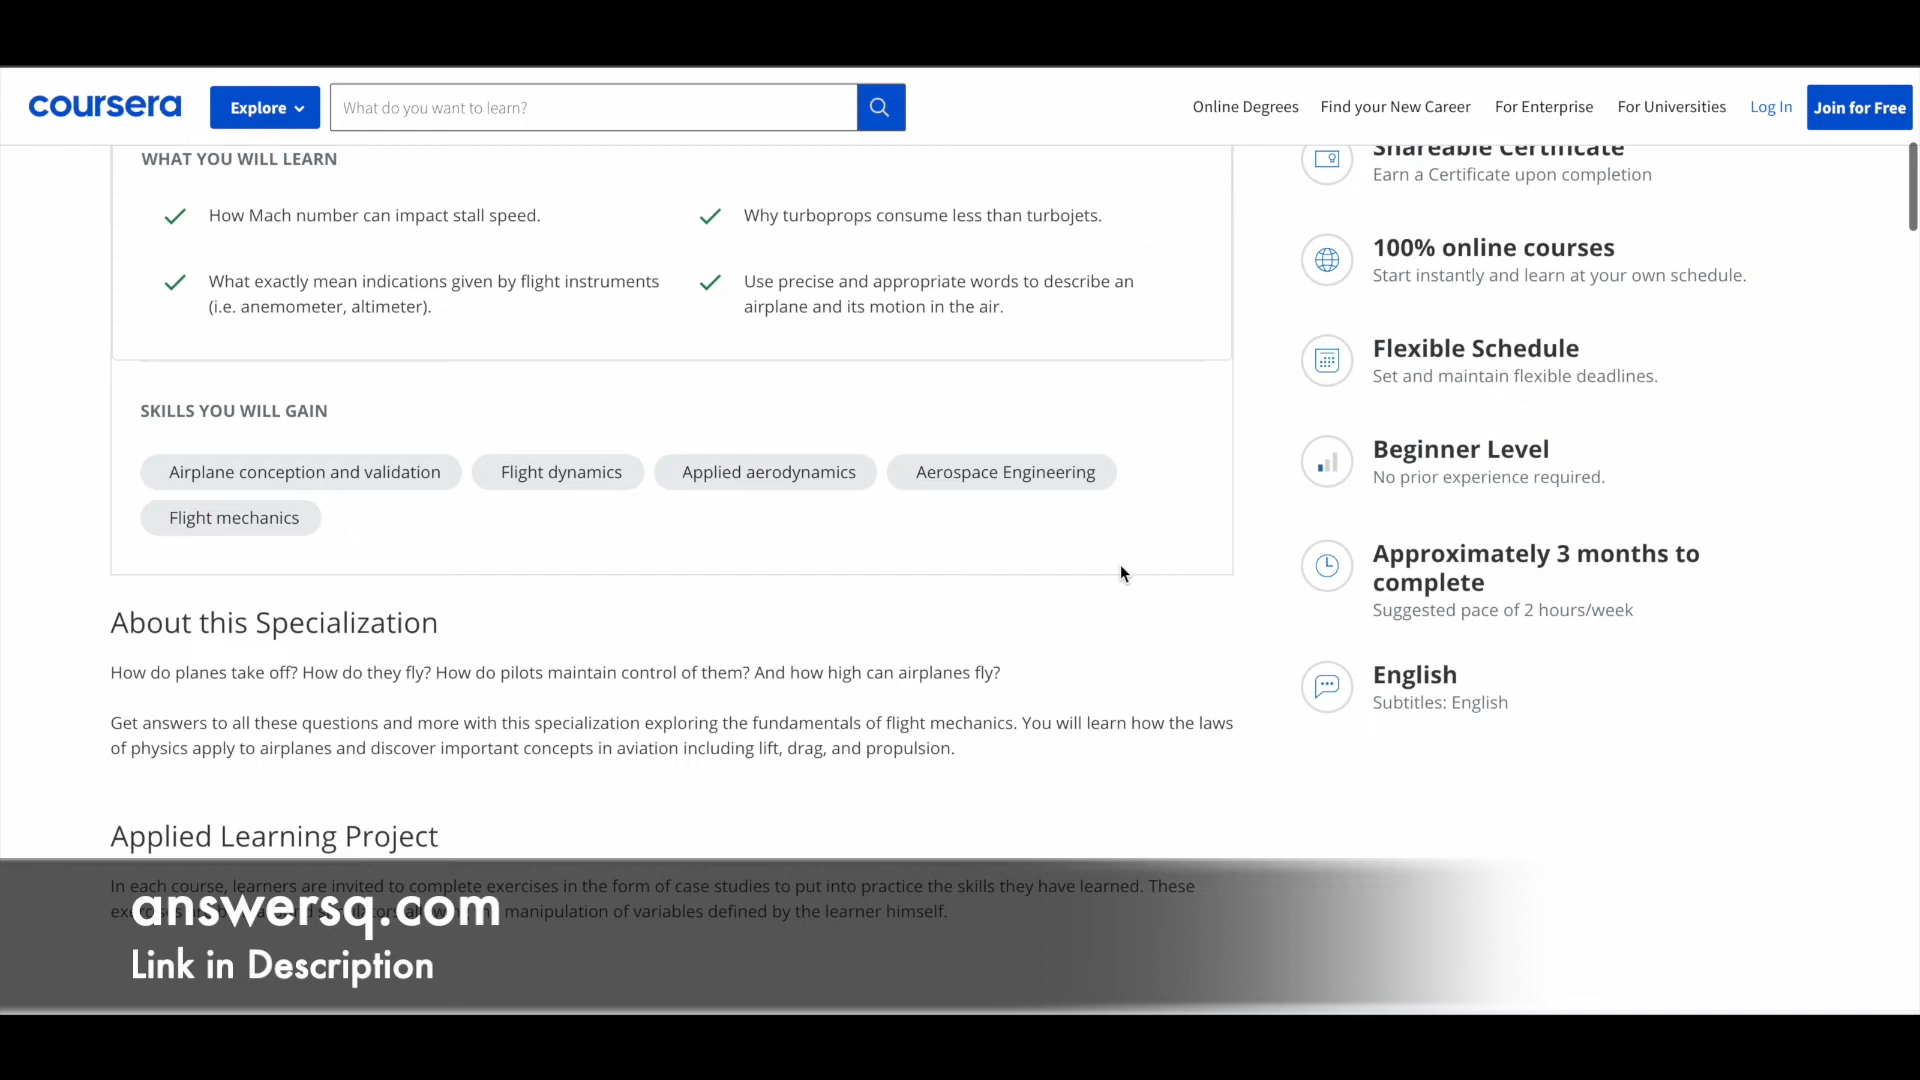 coursera
Explore
What do you want to learn?
Online Degrees
Find your New Career
For Enterprise
For Universities
Log In
Join for Free
WHAT YOU WILL LEARN
How Mach number can impact stall speed.
Why turboprops consume less than turbojets.
What exactly mean indications given by flight instruments
(i.e. anemometer, altimeter).
Use precise and appropriate words to describe an
airplane and its motion in the air.
SKILLS YOU WILL GAIN
Airplane conception and validation
Flight dynamics
Applied aerodynamics
Aerospace Engineering
Flight mechanics
About this Specialization
How do planes take off? How do they fly? How do pilots maintain control of them? And how high can airplanes fly?
Get answers to all these questions and more with this specialization exploring the fundamentals of flight mechanics. You will learn how the laws
of physics apply to airplanes and discover important concepts in aviation including lift, drag, and propulsion.
Applied Learning Project
In each course, learners are invited to complete exercises in the form of case studies to put into practice the skills they have learned. These
manipulation of variables defined by the learner himself.
answersq.com
Link in Description
Shareable Certificate
Earn a Certificate upon completion
100% online courses
Start instantly and learn at your own schedule.
Flexible Schedule
Set and maintain flexible deadlines.
Beginner Level
No prior experience required.
Approximately 3 months to
complete
Suggested pace of 2 hours/week
English
Subtitles: English